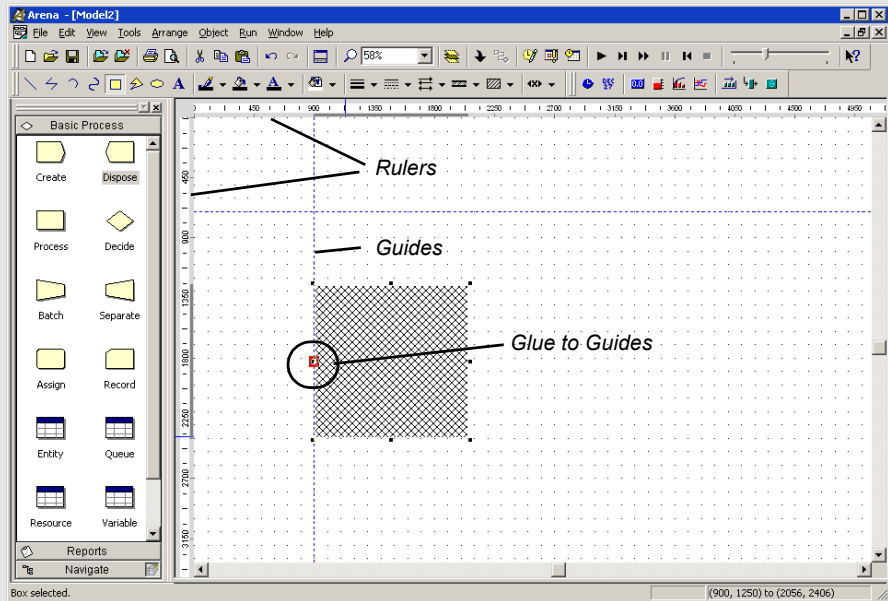 Arena - [Model2]
File Edit View Tools Arrange Object Run Window Help
58%
A A
Basic Process
Create Dispose
Process Decide
Batch Separate
Assign Record
Entity Queue
Resource Variable
Reports
Navigate
450 900 1350 1800 2250 2700 3150 3600 4050 4500 4950
450
900
1350
1800
2250
2700
3150
Rulers
Guides
Glue to Guides
Box selected. (900, 1250) to (2056, 2406)